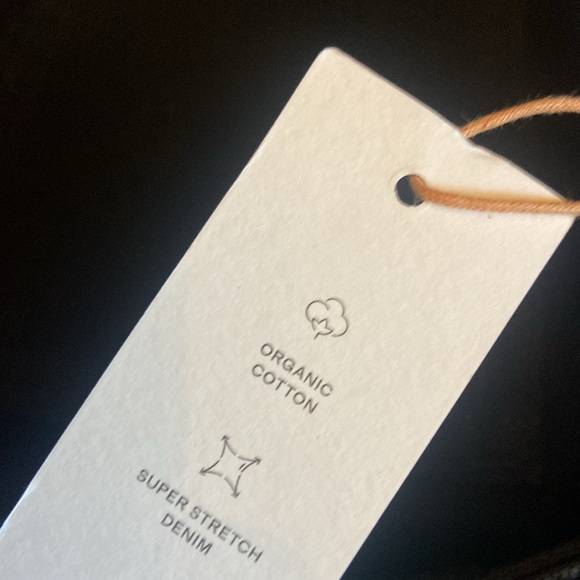 ORGANIC
COTTON
SUPER STRETCH
DENIM